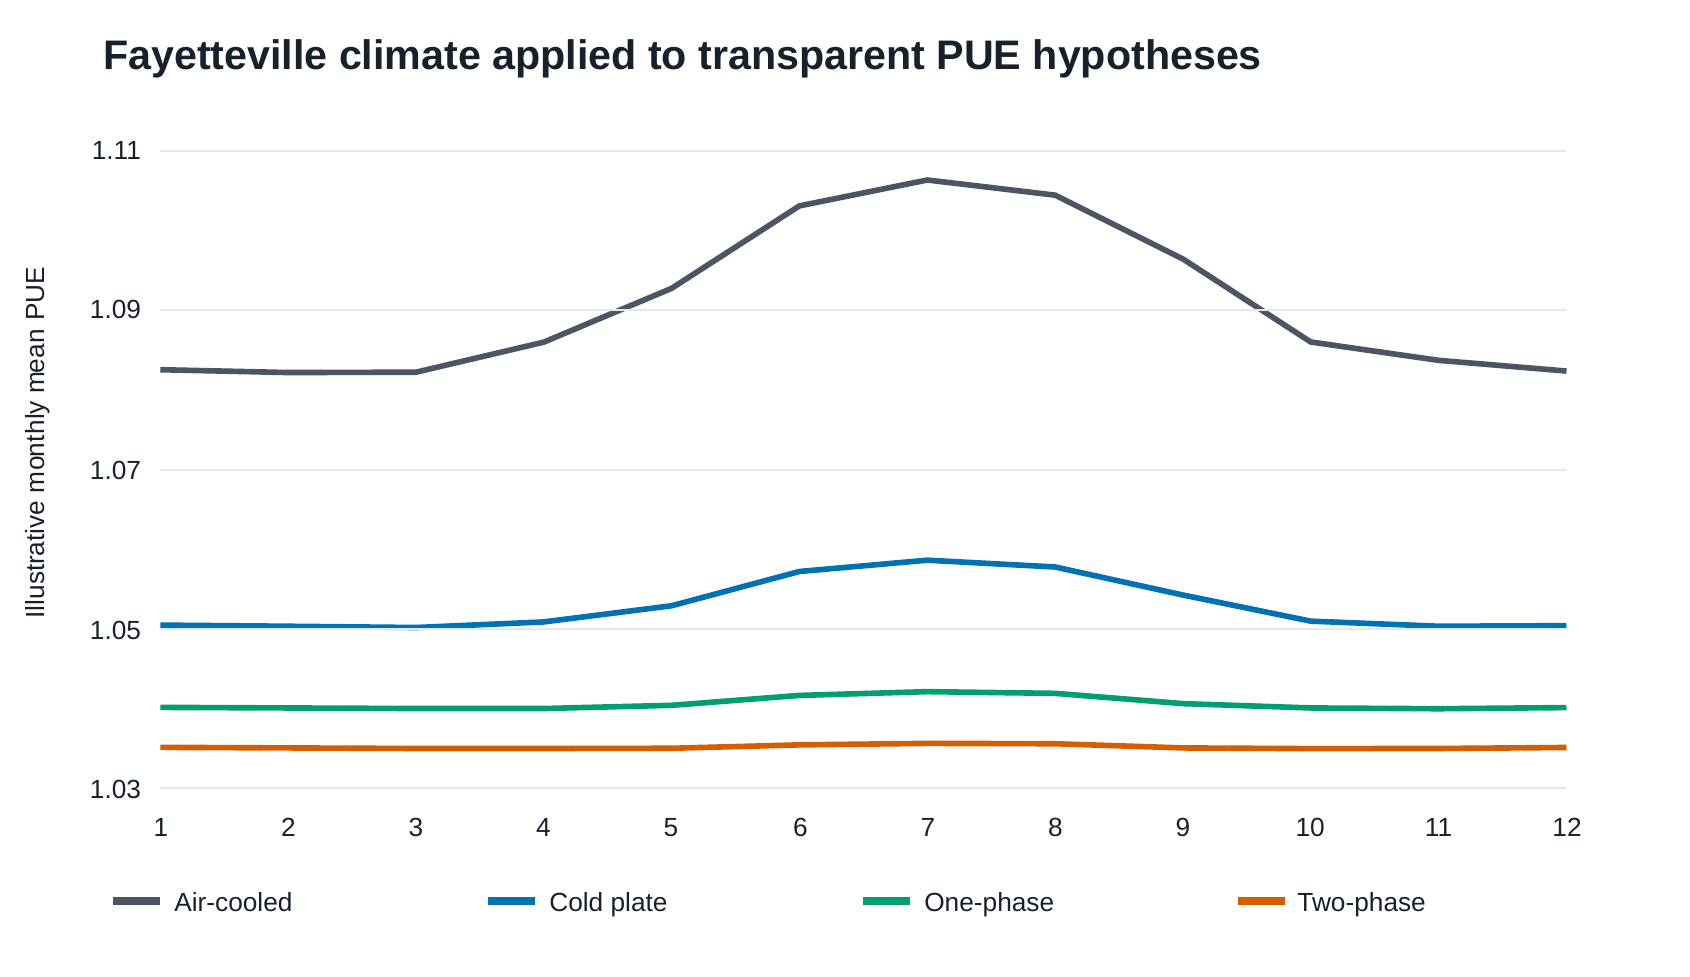 Fayetteville climate applied to transparent PUE hypotheses
Illustrative monthly mean PUE
1.11
1.09
1.07
1.05
1.03
1 2 3 4 5 6 7 8 9 10 11 12
Air-cooled Cold plate One-phase Two-phase